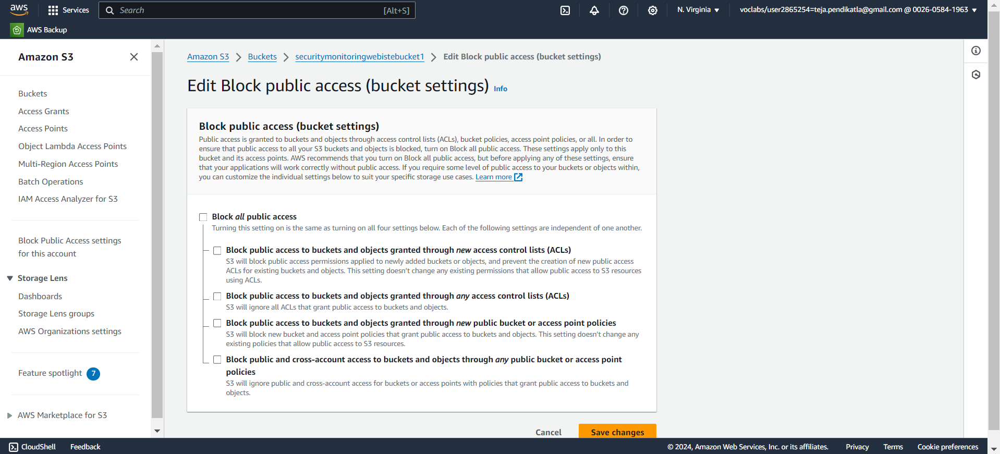 aws
Services
Search
[Alt+S]
N. Virginia
voclabs/user2865254=teja.pendikatla@gmail.com @ 0026-0584-1963
AWS Backup
Amazon S3
Buckets
Access Grants
Access Points
Object Lambda Access Points
Multi-Region Access Points
Batch Operations
IAM Access Analyzer for S3
Block Public Access settings
for this account
Storage Lens
Dashboards
Storage Lens groups
AWS Organizations settings
Feature spotlight 7
AWS Marketplace for S3
Amazon S3 > Buckets > securitymonitoringwebistebucket1 > Edit Block public access (bucket settings)
Edit Block public access (bucket settings) Info
Block public access (bucket settings)
Public access is granted to buckets and objects through access control lists (ACLs), bucket policies, access point policies, or all. In order to
ensure that public access to all your S3 buckets and objects is blocked, turn on Block all public access. These settings apply only to this
bucket and its access points. AWS recommends that you turn on Block all public access, but before applying any of these settings, ensure
that your applications will work correctly without public access. If you require some level of public access to your buckets or objects within,
you can customize the individual settings below to suit your specific storage use cases. Learn more
Block all public access
Turning this setting on is the same as turning on all four settings below. Each of the following settings are independent of one another.
Block public access to buckets and objects granted through new access control lists (ACLs)
S3 will block public access permissions applied to newly added buckets or objects, and prevent the creation of new public access
ACLs for existing buckets and objects. This setting doesn't change any existing permissions that allow public access to S3 resources
using ACLs.
Block public access to buckets and objects granted through any access control lists (ACLs)
S3 will ignore all ACLs that grant public access to buckets and objects.
Block public access to buckets and objects granted through new public bucket or access point policies
S3 will block new bucket and access point policies that grant public access to buckets and objects. This setting doesn't change any
existing policies that allow public access to S3 resources.
Block public and cross-account access to buckets and objects through any public bucket or access point
policies
S3 will ignore public and cross-account access for buckets or access points with policies that grant public access to buckets and
objects.
Cancel
Save changes
CloudShell
Feedback
© 2024, Amazon Web Services, Inc. or its affiliates.
Privacy
Terms
Cookie preferences